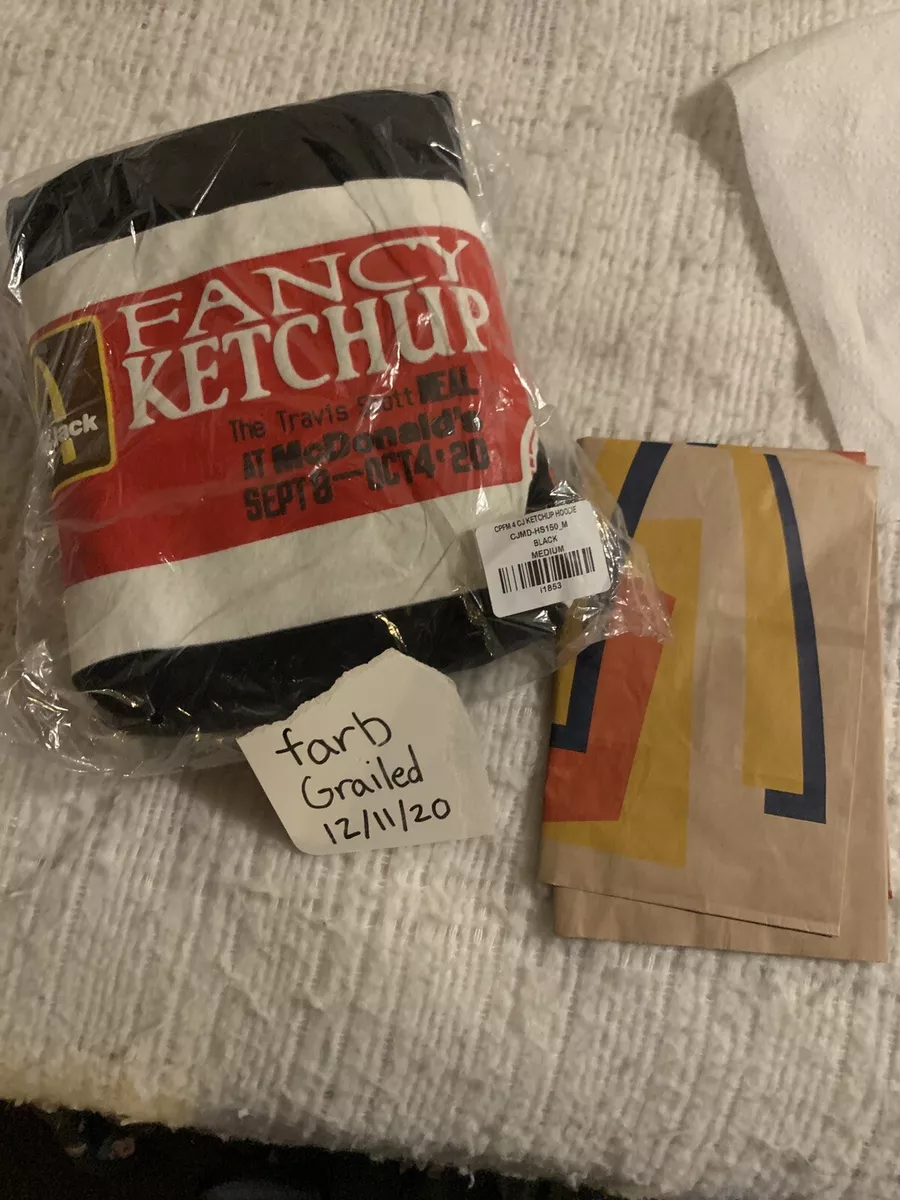 FANCY
KETCHUP
The Travis Scott MEAL
AT McDonald's
SEPT 8—OCT 4 '20
Jack
CPFM 4 CJ KETCHUP HOODIE
CJMD-HS150_M
BLACK
MEDIUM
I1853
farb
Grailed
12/11/20